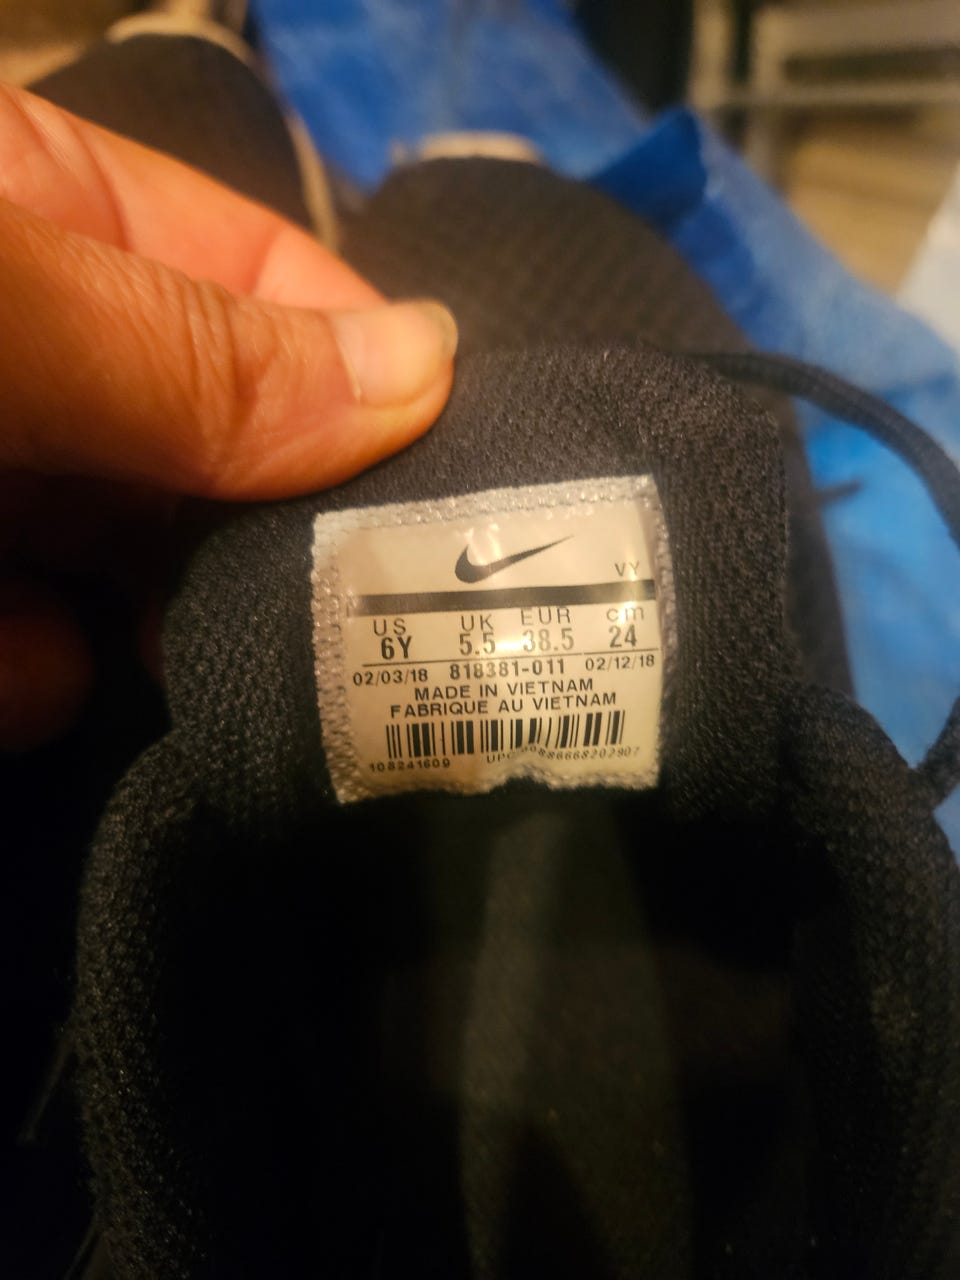 VY
US UK EUR cm
6Y 5.5 38.5 24
02/03/18 818381-011 02/12/18
MADE IN VIETNAM
FABRIQUE AU VIETNAM
108241609